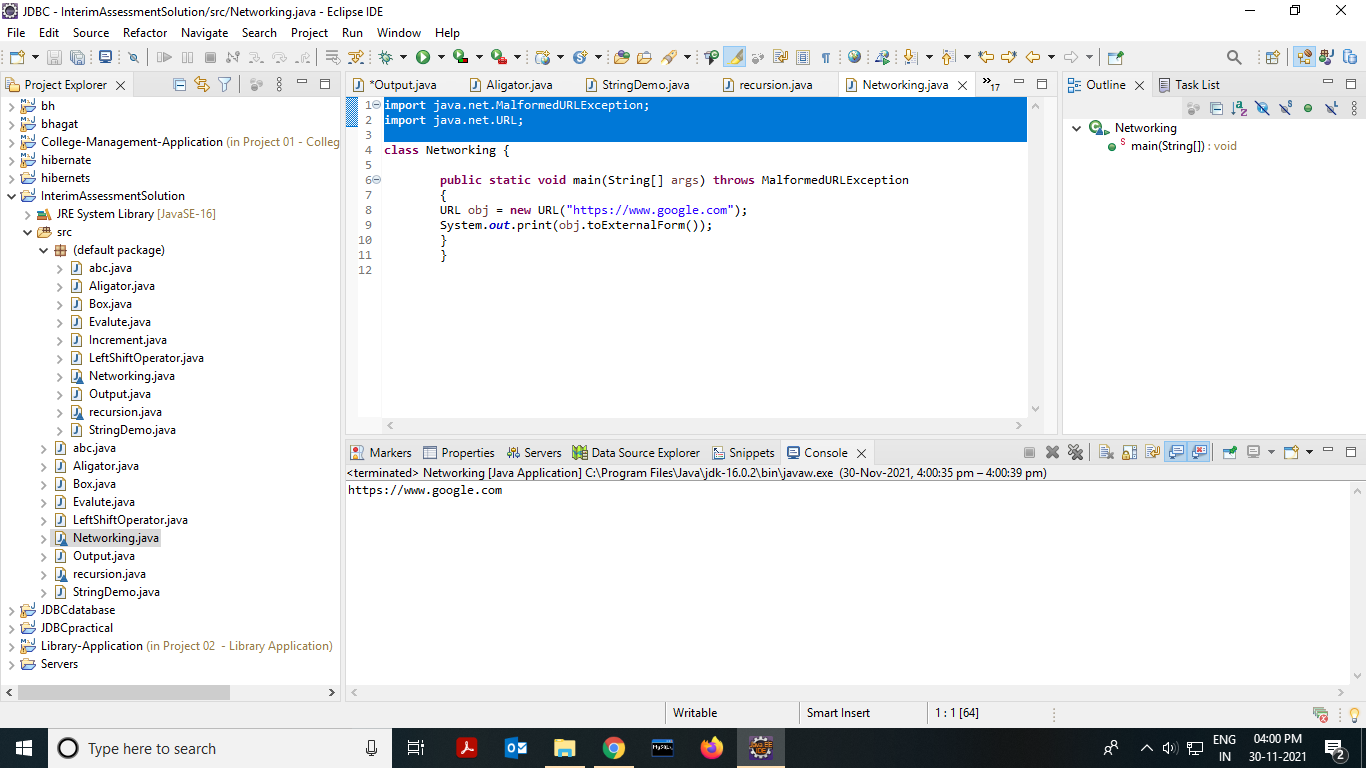 JDBC - InterimAssessmentSolution/src/Networking.java - Eclipse IDE
File Edit Source Refactor Navigate Search Project Run Window Help
Project Explorer
bh
bhagat
College-Management-Application (in Project 01 - Colleg
hibernate
hibernets
InterimAssessmentSolution
JRE System Library [JavaSE-16]
src
(default package)
abc.java
Aligator.java
Box.java
Evalute.java
Increment.java
LeftShiftOperator.java
Networking.java
Output.java
recursion.java
StringDemo.java
abc.java
Aligator.java
Box.java
Evalute.java
LeftShiftOperator.java
Networking.java
Output.java
recursion.java
StringDemo.java
JDBCdatabase
JDBCpractical
Library-Application (in Project 02 - Library Application)
Servers
*Output.java Aligator.java StringDemo.java recursion.java Networking.java »17
1 import java.net.MalformedURLException;
2 import java.net.URL;
3
4 class Networking {
5
6 public static void main(String[] args) throws MalformedURLException
7 {
8 URL obj = new URL("https://www.google.com");
9 System.out.print(obj.toExternalForm());
10 }
11 }
12
Outline Task List
Networking
main(String[]) : void
Markers Properties Servers Data Source Explorer Snippets Console
<terminated> Networking [Java Application] C:\Program Files\Java\jdk-16.0.2\bin\javaw.exe (30-Nov-2021, 4:00:35 pm – 4:00:39 pm)
https://www.google.com
Writable Smart Insert 1 : 1 [64]
Type here to search
ENG
IN
04:00 PM
30-11-2021
2